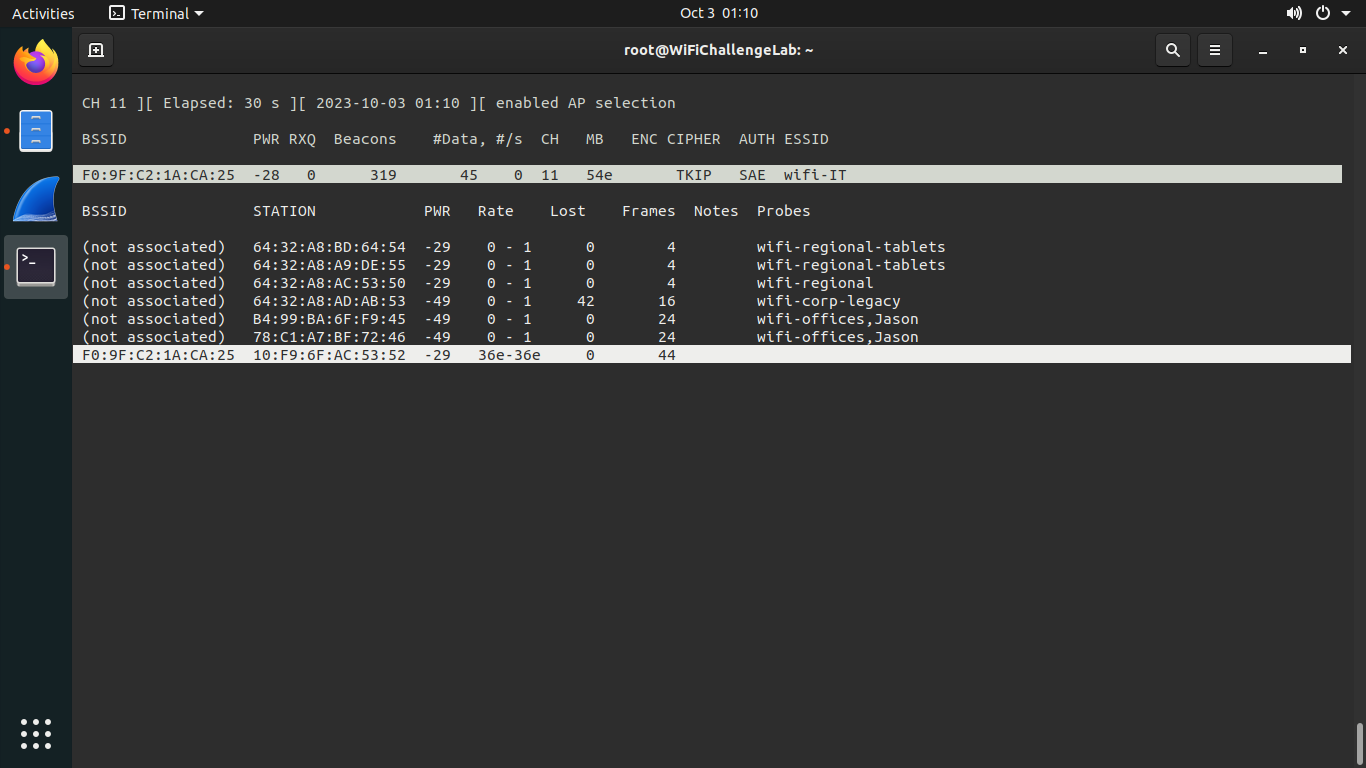 Activities Terminal Oct 3 01:10
root@WiFiChallengeLab: ~
CH 11 ][ Elapsed: 30 s ][ 2023-10-03 01:10 ][ enabled AP selection
BSSID PWR RXQ Beacons #Data, #/s CH MB ENC CIPHER AUTH ESSID
F0:9F:C2:1A:CA:25 -28 0 319 45 0 11 54e TKIP SAE wifi-IT
BSSID STATION PWR Rate Lost Frames Notes Probes
(not associated) 64:32:A8:BD:64:54 -29 0 - 1 0 4 wifi-regional-tablets
(not associated) 64:32:A8:A9:DE:55 -29 0 - 1 0 4 wifi-regional-tablets
(not associated) 64:32:A8:AC:53:50 -29 0 - 1 0 4 wifi-regional
(not associated) 64:32:A8:AD:AB:53 -49 0 - 1 42 16 wifi-corp-legacy
(not associated) B4:99:BA:6F:F9:45 -49 0 - 1 0 24 wifi-offices,Jason
(not associated) 78:C1:A7:BF:72:46 -49 0 - 1 0 24 wifi-offices,Jason
F0:9F:C2:1A:CA:25 10:F9:6F:AC:53:52 -29 36e-36e 0 44